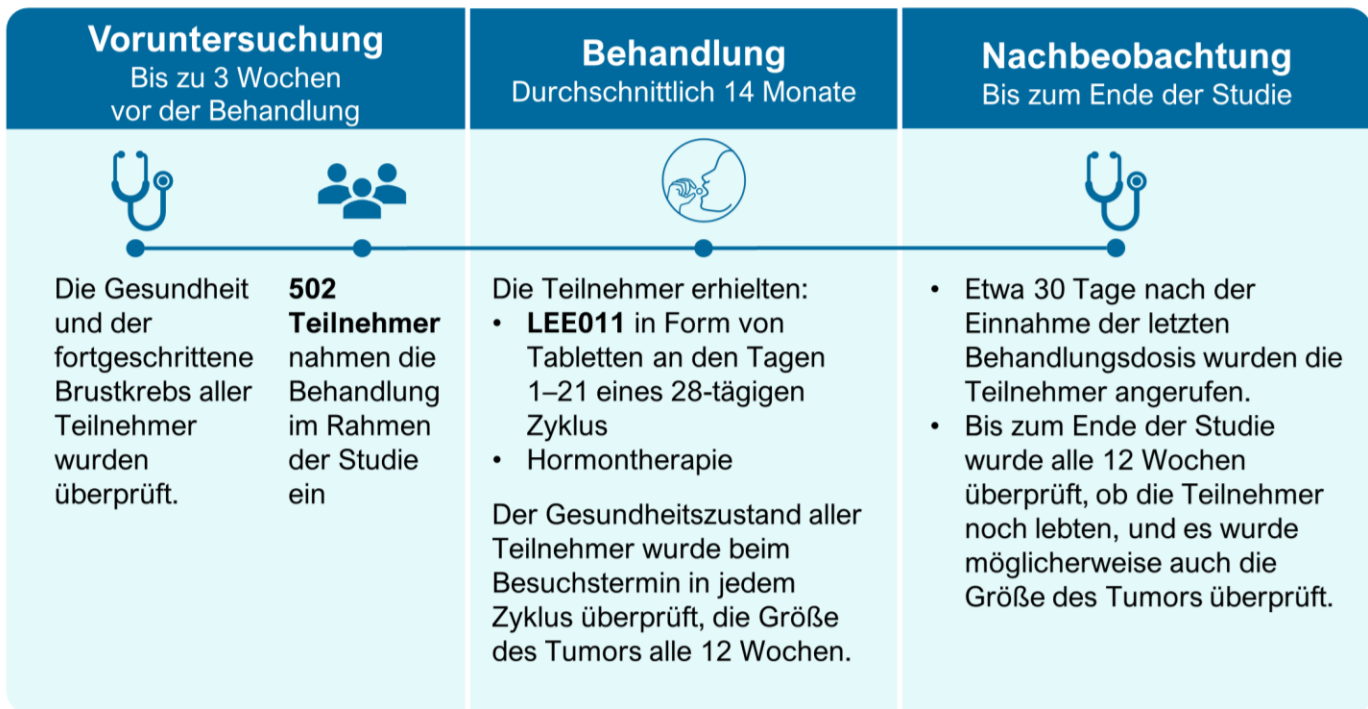 Voruntersuchung
Bis zu 3 Wochen
vor der Behandlung
Behandlung
Durchschnittlich 14 Monate
Nachbeobachtung
Bis zum Ende der Studie
Die Gesundheit
und der
fortgeschrittene
Brustkrebs aller
Teilnehmer
wurden
überprüft.
502
Teilnehmer
nahmen die
Behandlung
im Rahmen
der Studie
ein
Die Teilnehmer erhielten:
• LEE011 in Form von
Tabletten an den Tagen
1–21 eines 28-tägigen
Zyklus
• Hormontherapie
Der Gesundheitszustand aller
Teilnehmer wurde beim
Besuchstermin in jedem
Zyklus überprüft, die Größe
des Tumors alle 12 Wochen.
• Etwa 30 Tage nach der
Einnahme der letzten
Behandlungsdosis wurden die
Teilnehmer angerufen.
• Bis zum Ende der Studie
wurde alle 12 Wochen
überprüft, ob die Teilnehmer
noch lebten, und es wurde
möglicherweise auch die
Größe des Tumors überprüft.